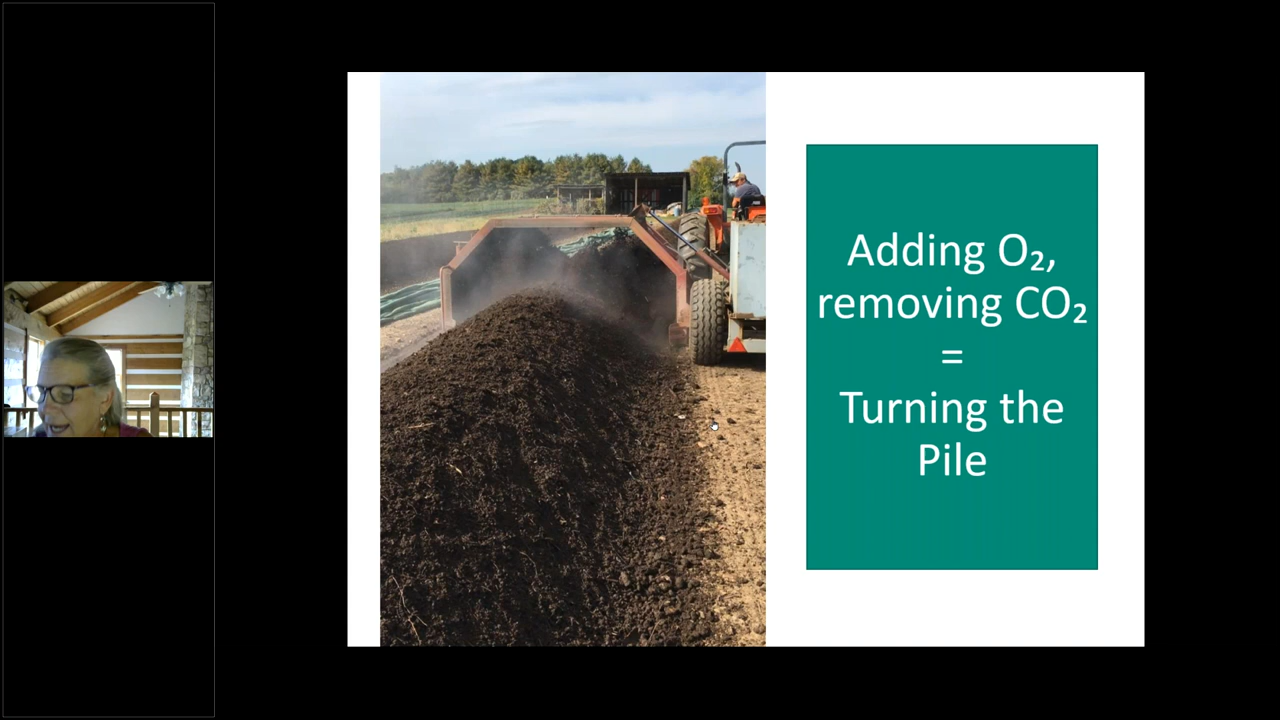 Adding O₂,
removing CO₂
=
Turning the
Pile